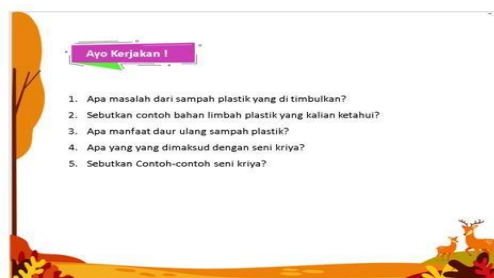 Ayo Kerjakan !
1. Apa masalah dari sampah plastik yang di timbulkan?
2. Sebutkan contoh bahan limbah plastik yang kalian ketahui?
3. Apa manfaat daur ulang sampah plastik?
4. Apa yang yang dimaksud dengan seni kriya?
5. Sebutkan Contoh-contoh seni kriya?